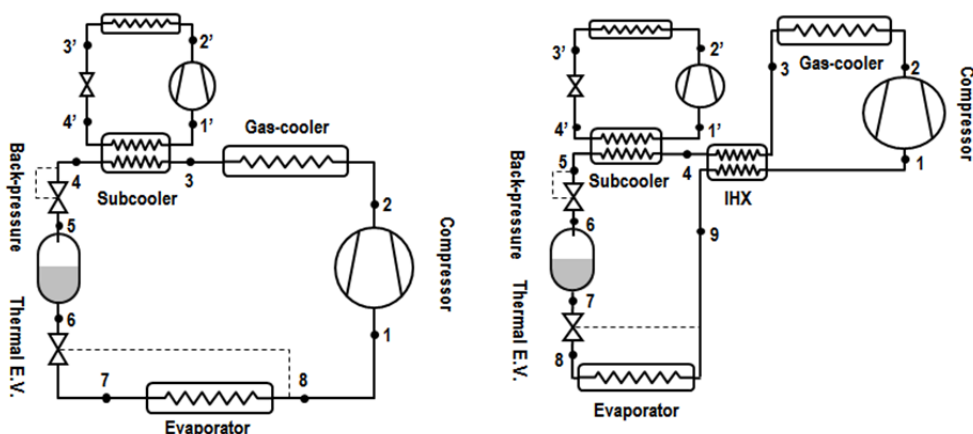 2'
3'
4'
1'
Gas-cooler
4
3
Subcooler
Back-pressure
5
2
Compressor
6
Thermal E.V.
1
7
8
Evaporator
3'
2'
3
Gas-cooler
2
Compressor
4'
1'
5
4
1
Subcooler
IHX
Back-pressure
6
9
7
Thermal E.V.
8
Evaporator